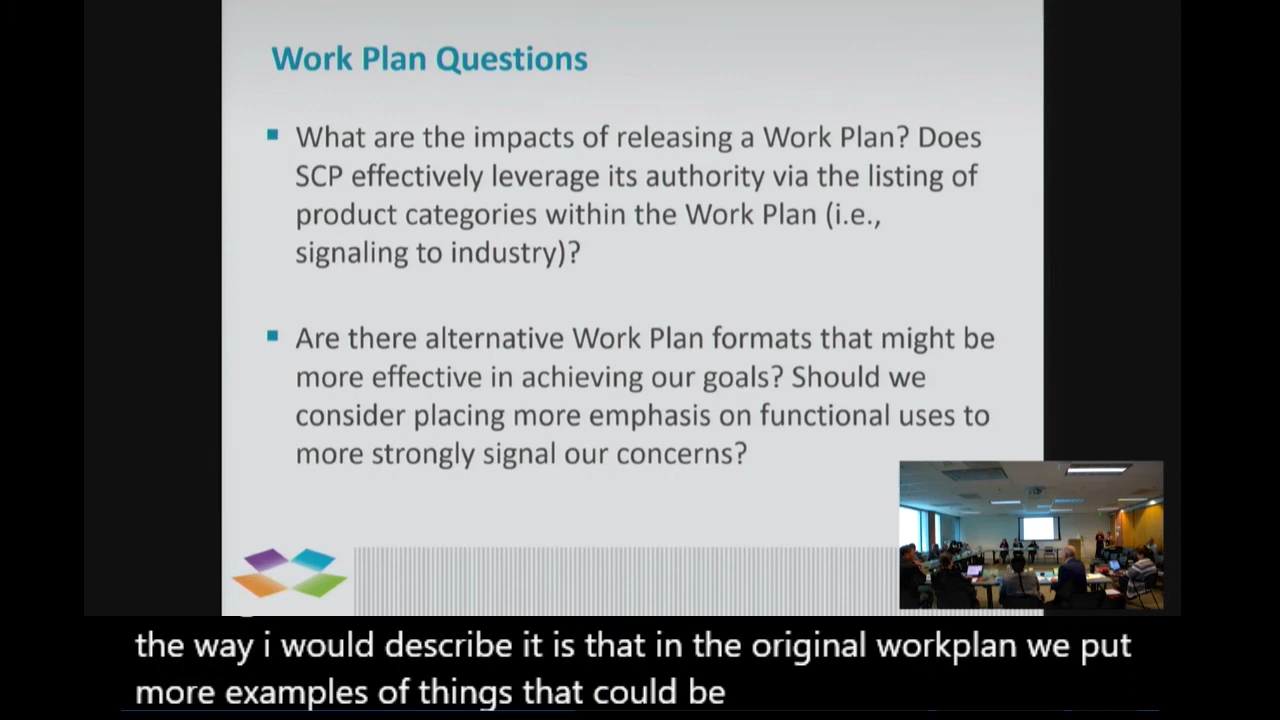 Work Plan Questions
What are the impacts of releasing a Work Plan? Does
SCP effectively leverage its authority via the listing of
product categories within the Work Plan (i.e.,
signaling to industry)?
Are there alternative Work Plan formats that might be
more effective in achieving our goals? Should we
consider placing more emphasis on functional uses to
more strongly signal our concerns?
the way i would describe it is that in the original workplan we put
more examples of things that could be